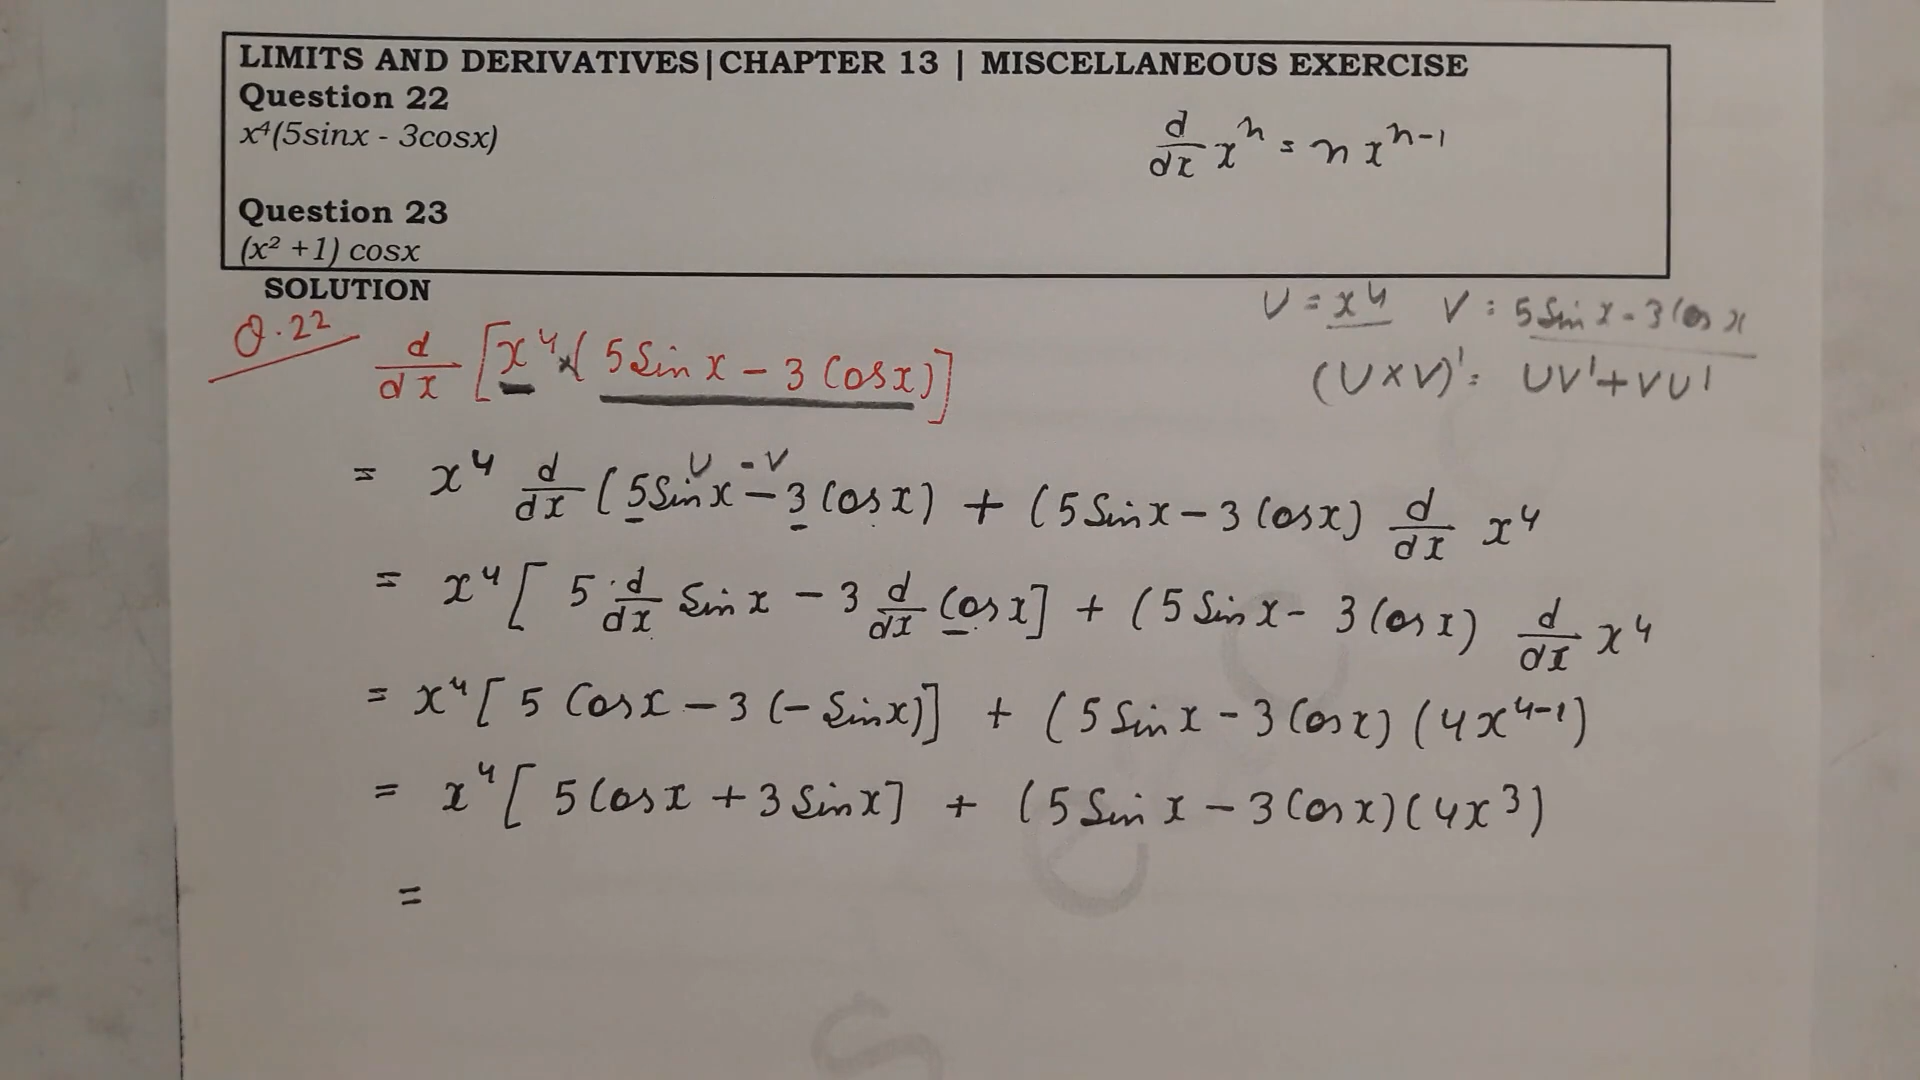 LIMITS AND DERIVATIVES|CHAPTER 13 | MISCELLANEOUS EXERCISE
Question 22
x⁴(5sinx - 3cosx)
d/dx xⁿ = n xⁿ⁻¹
Question 23
(x² +1) cosx
SOLUTION
U = x⁴ V = 5 Sin x - 3 Cos x
(U×V)' = UV' + VU'
Q.22
d/dx [x⁴ × (5 Sin x - 3 Cos x)]
U - V
= x⁴ d/dx (5 Sin x - 3 Cos x) + (5 Sin x - 3 Cos x) d/dx x⁴
= x⁴ [ 5 d/dx Sin x - 3 d/dx Cos x] + (5 Sin x - 3 Cos x) d/dx x⁴
= x⁴ [ 5 Cos x - 3 (- Sin x)] + (5 Sin x - 3 Cos x) (4x⁴⁻¹)
= x⁴ [ 5 Cos x + 3 Sin x] + (5 Sin x - 3 Cos x) (4x³)
=